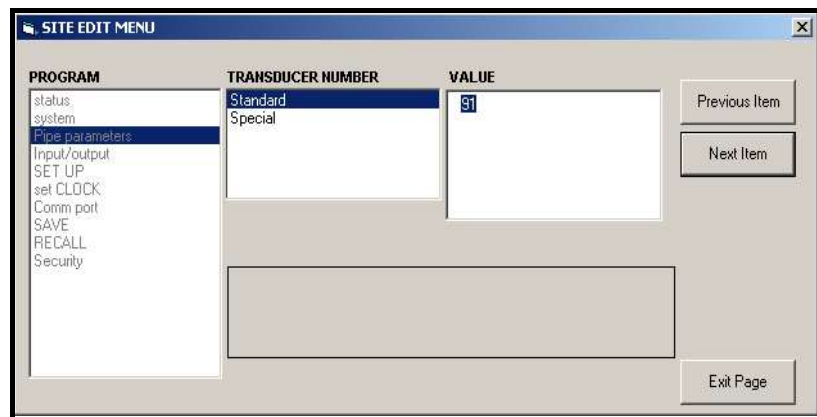 SITE EDIT MENU
PROGRAM
status
system
Pipe parameters
Input/output
SET UP
set CLOCK
Comm port
SAVE
RECALL
Security
TRANSDUCER NUMBER
Standard
Special
VALUE
91
Previous Item
Next Item
Exit Page